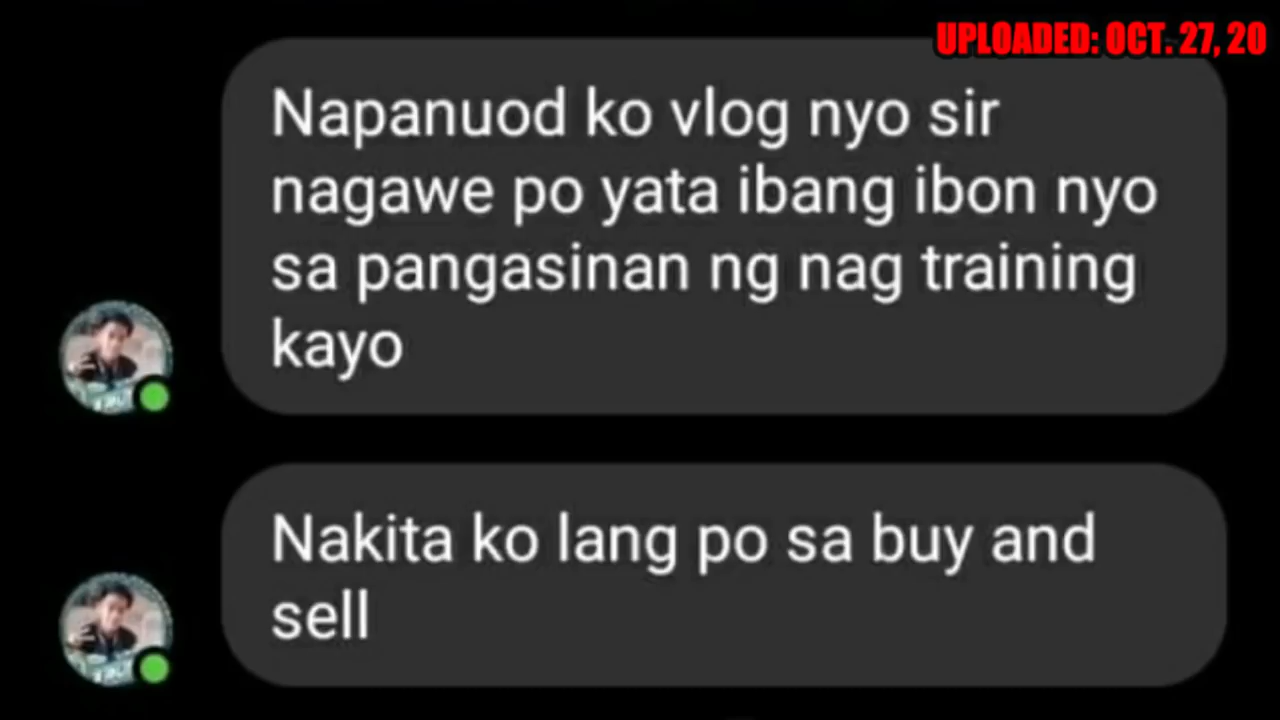 UPLOADED: OCT. 27, 20
Napanuod ko vlog nyo sir
nagawe po yata ibang ibon nyo
sa pangasinan ng nag training
kayo
Nakita ko lang po sa buy and
sell